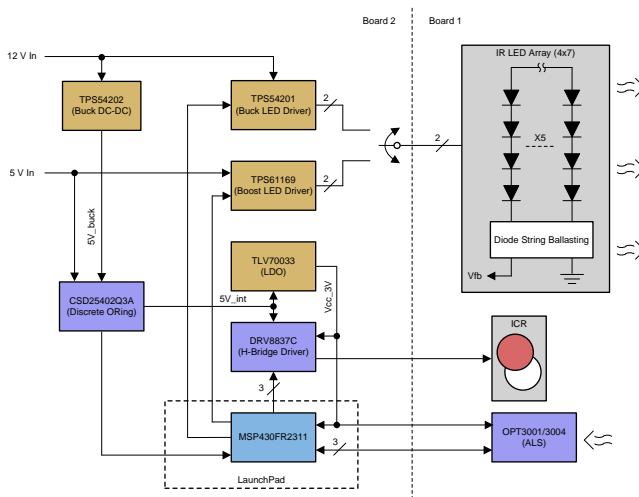 Board 2
Board 1
12 V In
IR LED Array (4x7)
TPS54202
(Buck DC-DC)
TPS54201
(Buck LED Driver)
2
X5
2
5 V In
TPS61169
(Boost LED Driver)
2
5V_buck
Diode String Ballasting
TLV70033
(LDO)
Vcc_3V
Vfb
CSD25402Q3A
(Discrete ORing)
5V_int
DRV8837C
(H-Bridge Driver)
ICR
3
MSP430FR2311
3
OPT3001/3004
(ALS)
LaunchPad